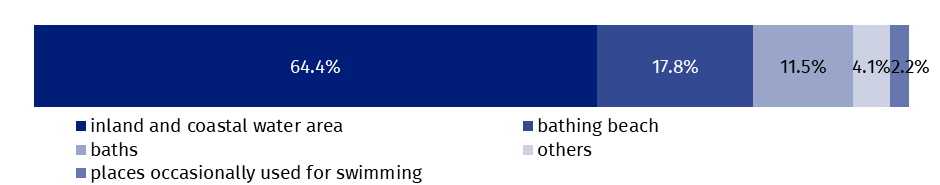 64.4% 17.8% 11.5% 4.1% 2.2%
inland and coastal water area bathing beach
baths others
places occasionally used for swimming